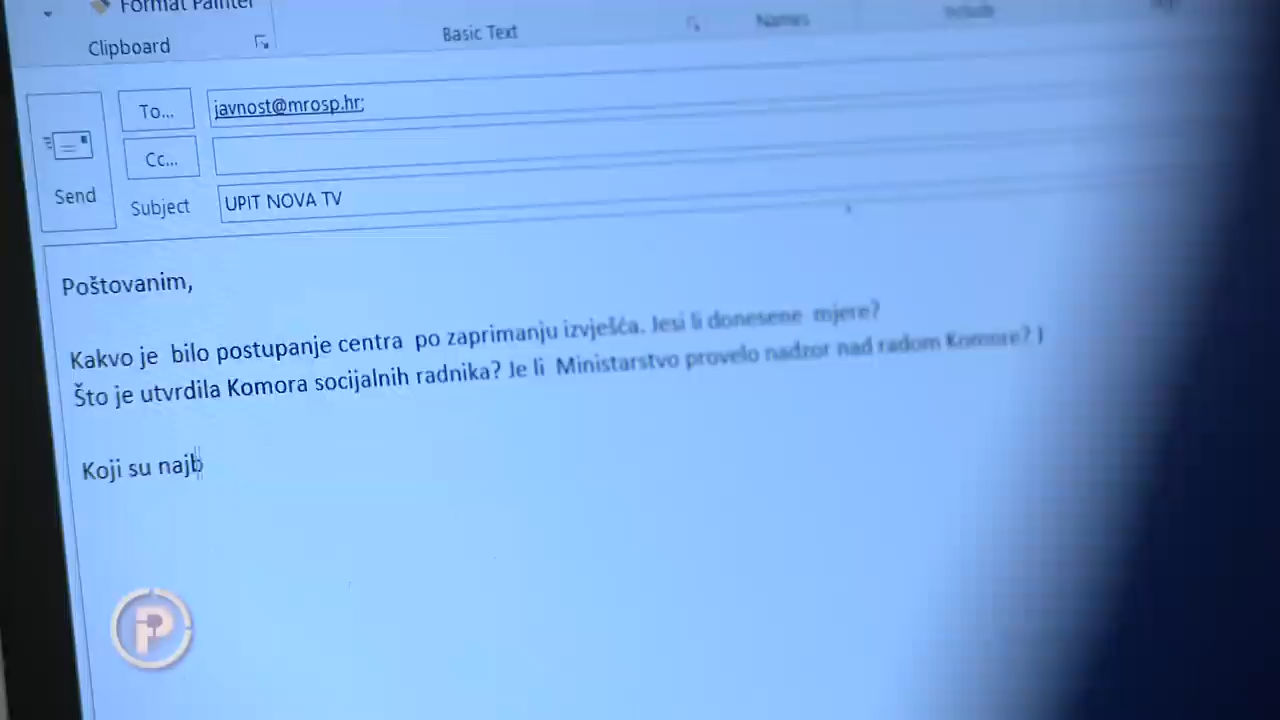 Format Painter
Clipboard
Basic Text
Names
Include
To...
javnost@mrosp.hr;
Cc...
Send
Subject
UPIT NOVA TV
Poštovanim,
Kakvo je bilo postupanje centra po zaprimanju izvješća. Jesi li donesene mjere?
Što je utvrdila Komora socijalnih radnika? Je li Ministarstvo provelo nadzor nad radom Komore? )
Koji su najb
P